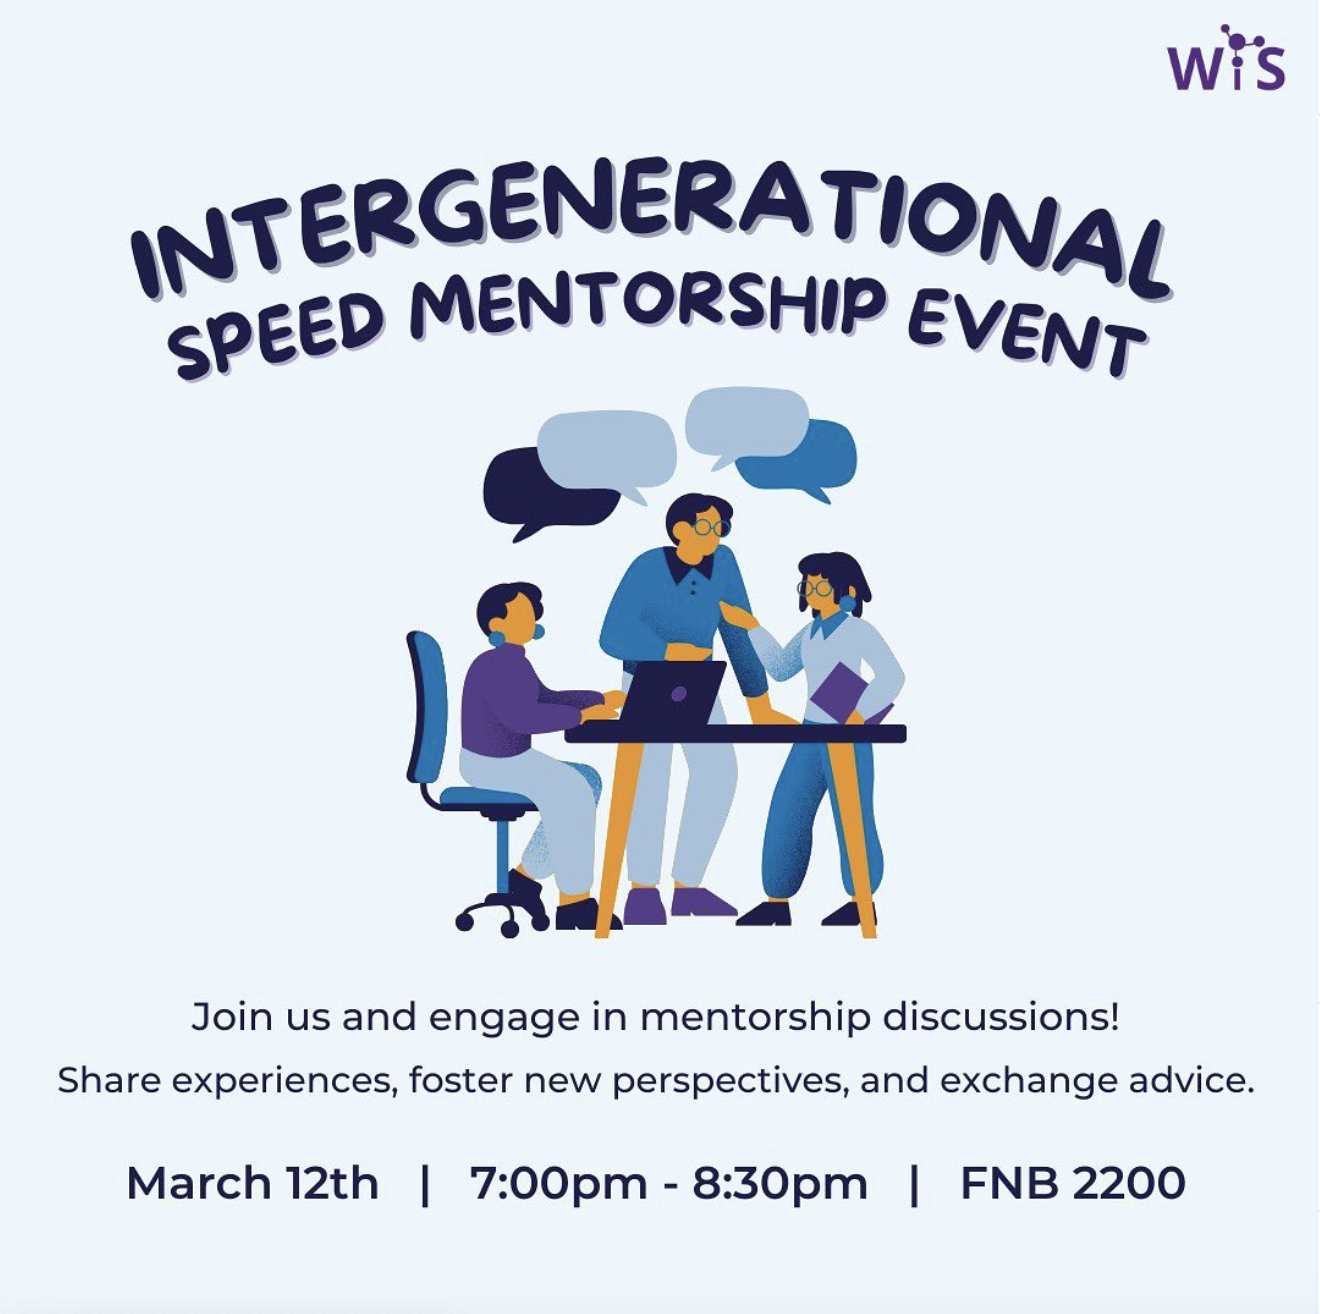 WiS
INTERGENERATIONAL
SPEED MENTORSHIP EVENT
Join us and engage in mentorship discussions!
Share experiences, foster new perspectives, and exchange advice.
March 12th | 7:00pm - 8:30pm | FNB 2200